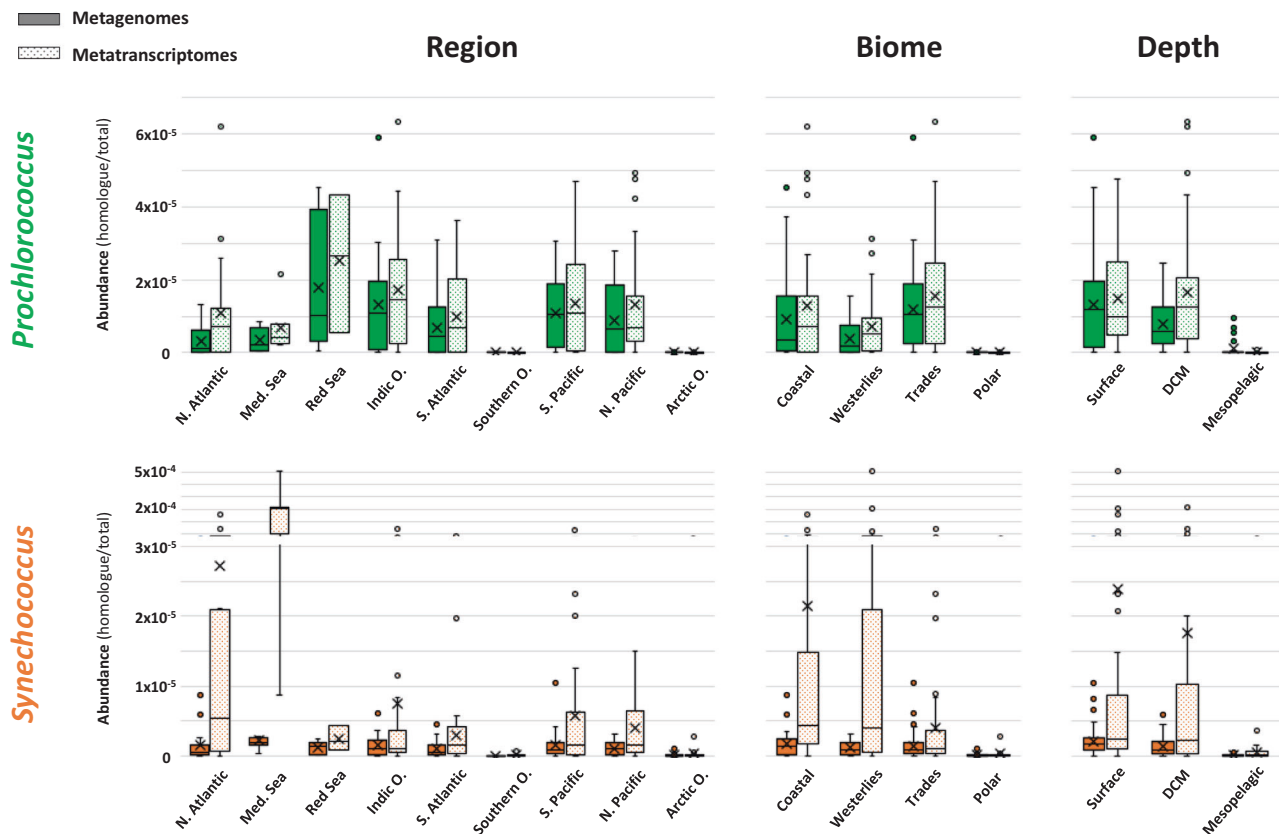 Metagenomes
Metatranscriptomes
Region
Biome
Depth
Prochlorococcus
Abundance (homologue/total)
6x10-5
4x10-5
2x10-5
0
N. Atlantic
Med. Sea
Red Sea
Indic O.
S. Atlantic
Southern O.
S. Pacific
N. Pacific
Arctic O.
Coastal
Westerlies
Trades
Polar
Surface
DCM
Mesopelagic
Synechococcus
Abundance (homologue/total)
5x10-4
2x10-4
3x10-5
2x10-5
1x10-5
0
N. Atlantic
Med. Sea
Red Sea
Indic O.
S. Atlantic
Southern O.
S. Pacific
N. Pacific
Arctic O.
Coastal
Westerlies
Trades
Polar
Surface
DCM
Mesopelagic